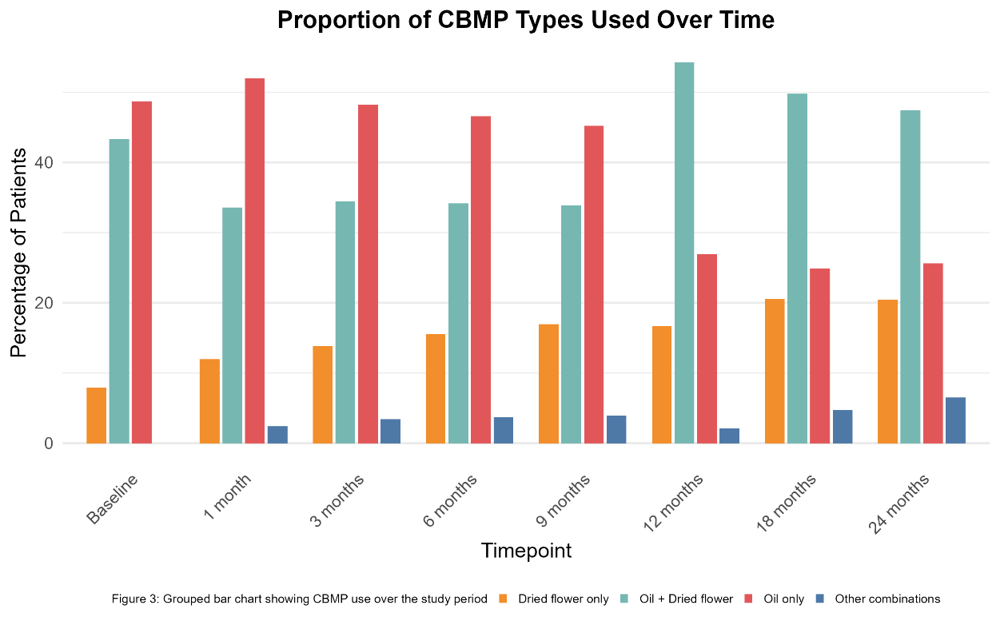 Proportion of CBMP Types Used Over Time
Percentage of Patients
40
20
0
Baseline
1 month
3 months
6 months
9 months
12 months
18 months
24 months
Timepoint
Figure 3: Grouped bar chart showing CBMP use over the study period Dried flower only Oil + Dried flower Oil only Other combinations